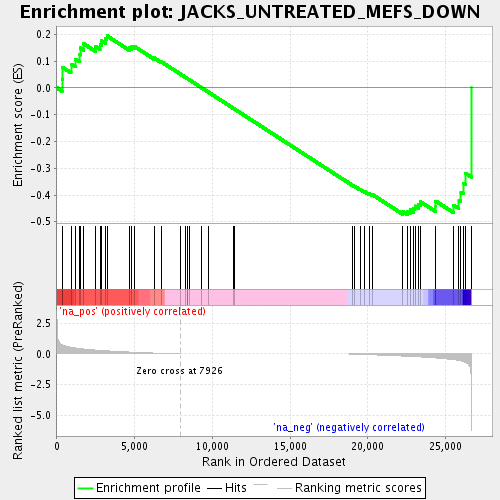 Enrichment plot: JACKS_UNTREATED_MEFS_DOWN
Enrichment score (ES)
0.2
0.1
0.0
-0.1
-0.2
-0.3
-0.4
-0.5
'na_pos' (positively correlated)
Ranked list metric (PreRanked)
2.5
0.0
-2.5
-5.0
Zero cross at 7926
'na_neg' (negatively correlated)
0
5,000
10,000
15,000
20,000
25,000
Rank in Ordered Dataset
Enrichment profile
Hits
Ranking metric scores